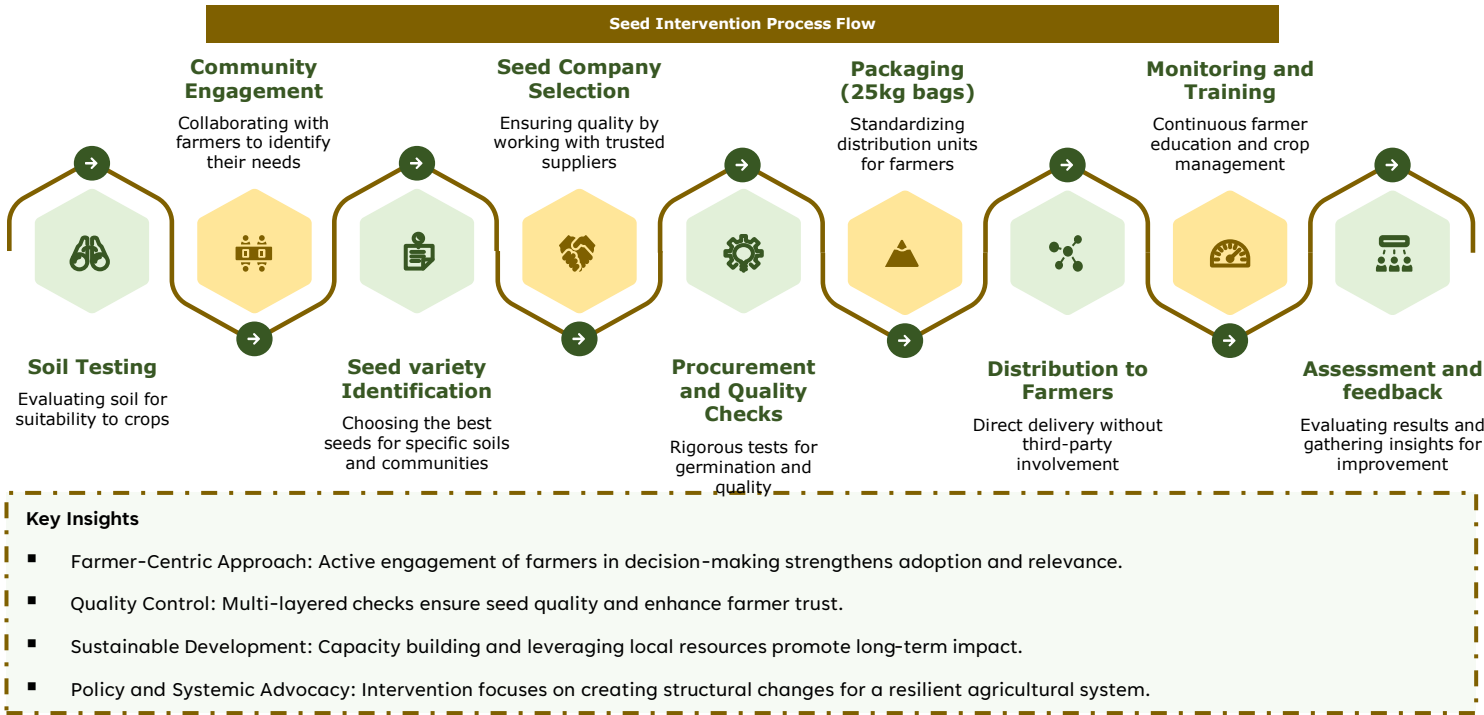 Seed Intervention Process Flow
Soil Testing
Evaluating soil for
suitability to crops
Community
Engagement
Collaborating with
farmers to identify
their needs
Seed variety
Identification
Choosing the best
seeds for specific soils
and communities
Seed Company
Selection
Ensuring quality by
working with trusted
suppliers
Procurement
and Quality
Checks
Rigorous tests for
germination and
quality
Packaging
(25kg bags)
Standardizing
distribution units
for farmers
Distribution to
Farmers
Direct delivery without
third-party
involvement
Monitoring and
Training
Continuous farmer
education and crop
management
Assessment and
feedback
Evaluating results and
gathering insights for
improvement
Key Insights
▪ Farmer-Centric Approach: Active engagement of farmers in decision-making strengthens adoption and relevance.
▪ Quality Control: Multi-layered checks ensure seed quality and enhance farmer trust.
▪ Sustainable Development: Capacity building and leveraging local resources promote long-term impact.
▪ Policy and Systemic Advocacy: Intervention focuses on creating structural changes for a resilient agricultural system.